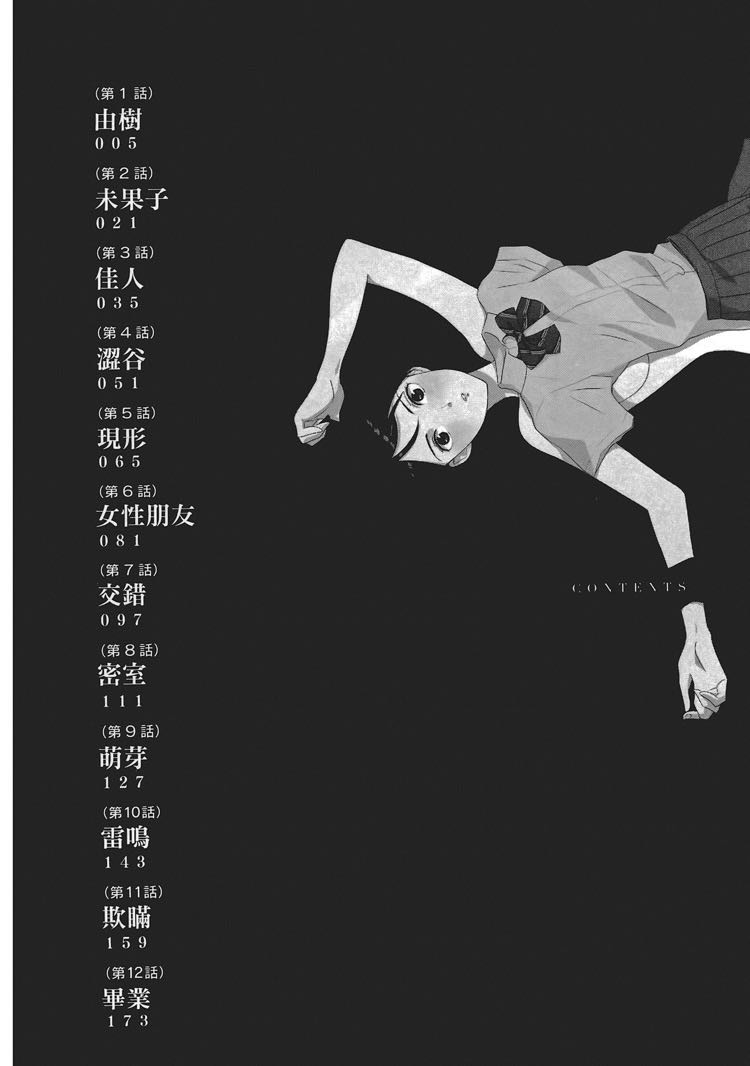 (第1話)
由樹
005
(第2話)
未果子
021
(第3話)
佳人
035
(第4話)
澀谷
051
(第5話)
現形
065
(第6話)
女性朋友
081
(第7話)
交錯
097
(第8話)
密室
111
(第9話)
萌芽
127
(第10話)
雷鳴
143
(第11話)
欺瞞
159
(第12話)
畢業
173
CONTENTS